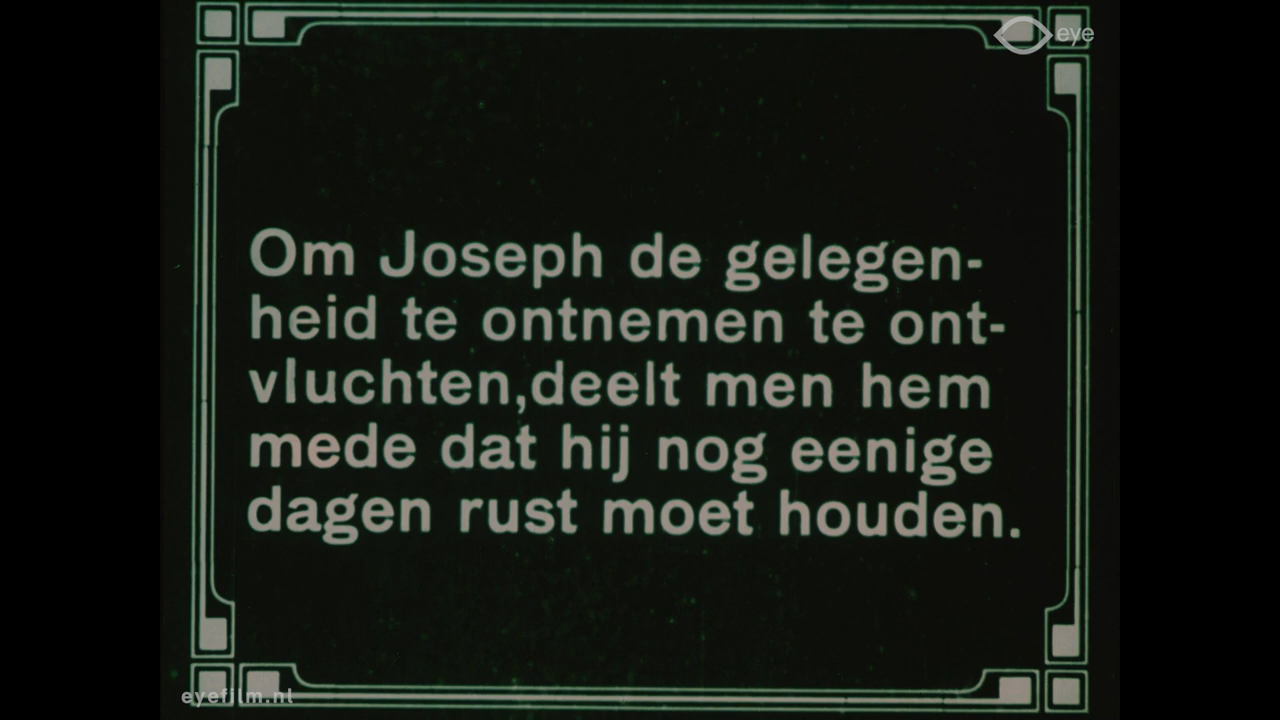 eye
Om Joseph de gelegen-
heid te ontnemen te ont-
vluchten,deelt men hem
mede dat hij nog eenige
dagen rust moet houden.
eyefilm.nl